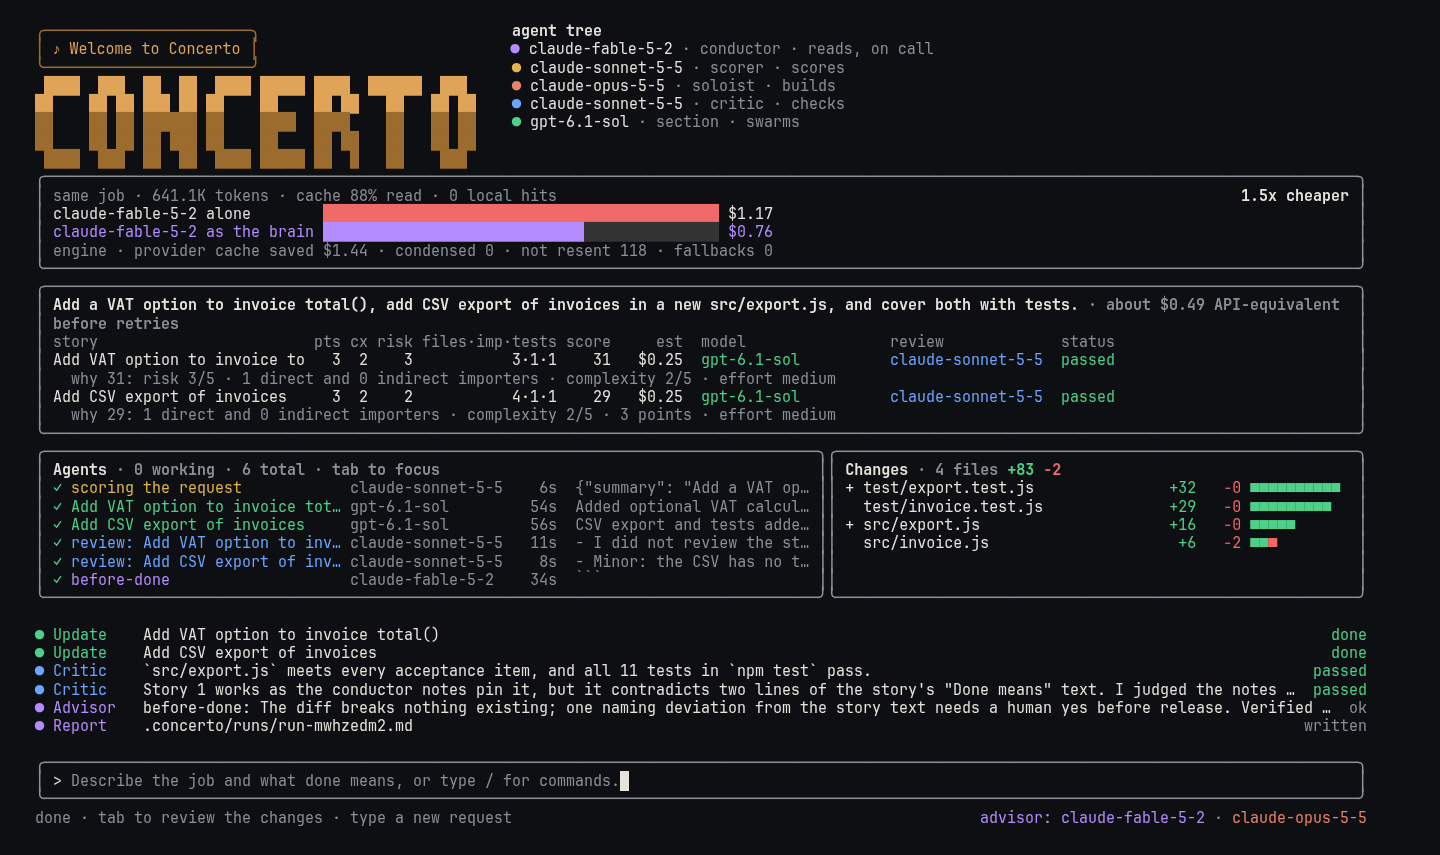 ♪ Welcome to Concerto
CONCERTO
agent tree
● claude-fable-5-2 · conductor · reads, on call
● claude-sonnet-5-5 · scorer · scores
● claude-opus-5-5 · soloist · builds
● claude-sonnet-5-5 · critic · checks
● gpt-6.1-sol · section · swarms
same job · 641.1K tokens · cache 88% read · 0 local hits 1.5x cheaper
claude-fable-5-2 alone $1.17
claude-fable-5-2 as the brain $0.76
engine · provider cache saved $1.44 · condensed 0 · not resent 118 · fallbacks 0
Add a VAT option to invoice total(), add CSV export of invoices in a new src/export.js, and cover both with tests. · about $0.49 API-equivalent
before retries
story pts cx risk files·imp·tests score est model review status
Add VAT option to invoice to 3 2 3 3·1·1 31 $0.25 gpt-6.1-sol claude-sonnet-5-5 passed
why 31: risk 3/5 · 1 direct and 0 indirect importers · complexity 2/5 · effort medium
Add CSV export of invoices 3 2 2 4·1·1 29 $0.25 gpt-6.1-sol claude-sonnet-5-5 passed
why 29: 1 direct and 0 indirect importers · complexity 2/5 · 3 points · effort medium
Agents · 0 working · 6 total · tab to focus
✓ scoring the request claude-sonnet-5-5 6s {"summary": "Add a VAT op…
✓ Add VAT option to invoice tot… gpt-6.1-sol 54s Added optional VAT calcul…
✓ Add CSV export of invoices gpt-6.1-sol 56s CSV export and tests adde…
✓ review: Add VAT option to inv… claude-sonnet-5-5 11s - I did not review the st…
✓ review: Add CSV export of inv… claude-sonnet-5-5 8s - Minor: the CSV has no t…
✓ before-done claude-fable-5-2 34s ```
Changes · 4 files +83 -2
+ test/export.test.js +32 -0
test/invoice.test.js +29 -0
+ src/export.js +16 -0
src/invoice.js +6 -2
● Update Add VAT option to invoice total() done
● Update Add CSV export of invoices done
● Critic `src/export.js` meets every acceptance item, and all 11 tests in `npm test` pass. passed
● Critic Story 1 works as the conductor notes pin it, but it contradicts two lines of the story's "Done means" text. I judged the notes … passed
● Advisor before-done: The diff breaks nothing existing; one naming deviation from the story text needs a human yes before release. Verified … ok
● Report .concerto/runs/run-mwhzedm2.md written
> Describe the job and what done means, or type / for commands.
done · tab to review the changes · type a new request advisor: claude-fable-5-2 · claude-opus-5-5